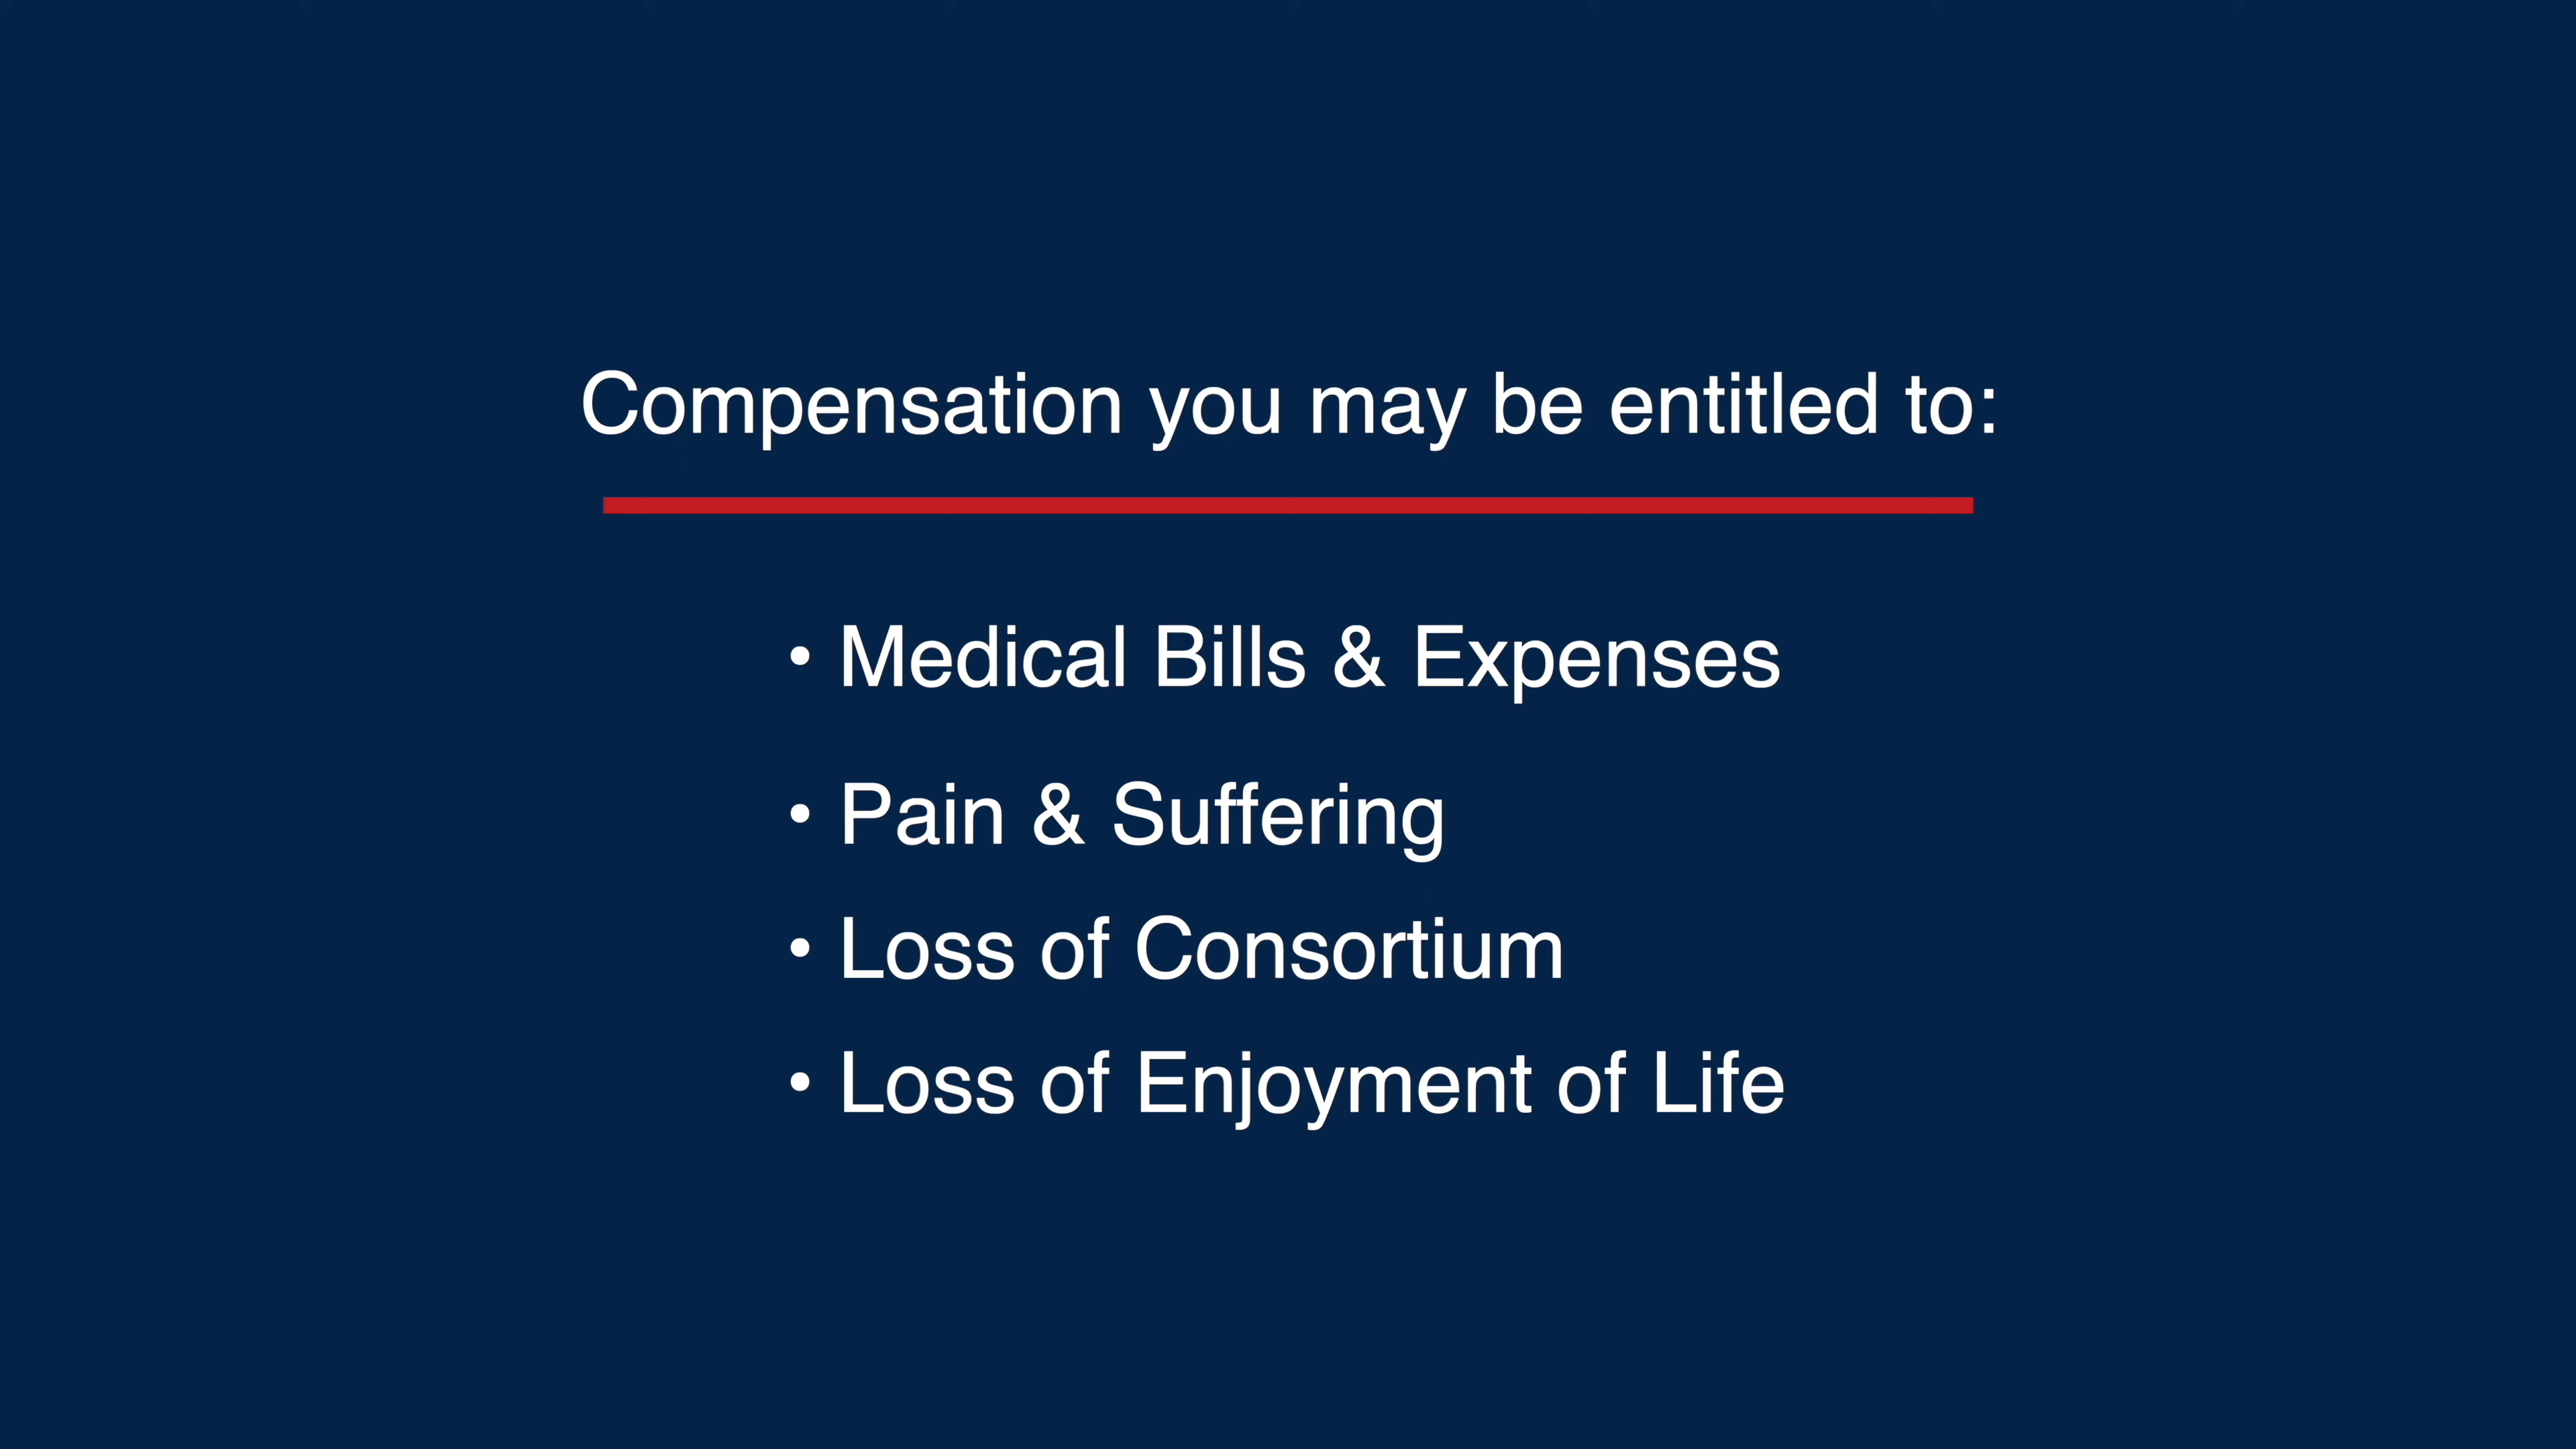 Compensation you may be entitled to:
• Medical Bills & Expenses
• Pain & Suffering
• Loss of Consortium
• Loss of Enjoyment of Life